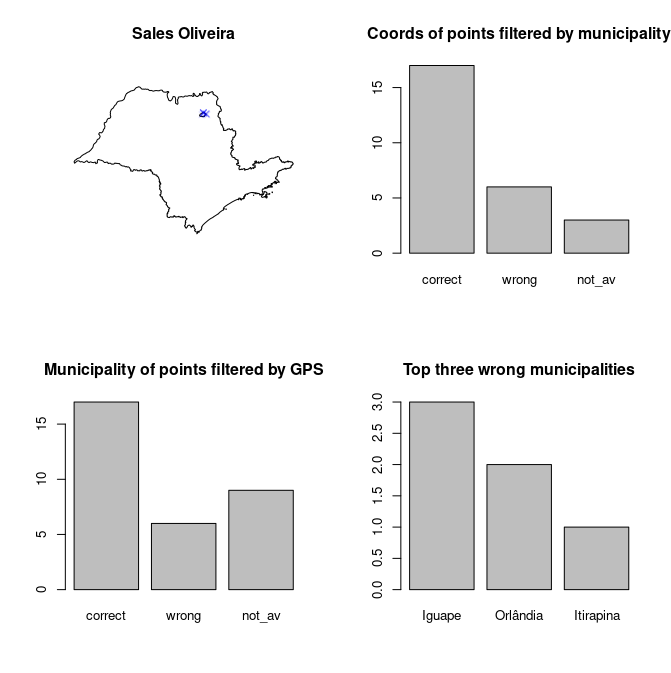 Sales Oliveira
Coords of points filtered by municipality
15
10
5
0
correct wrong not_av
Municipality of points filtered by GPS
15
10
5
0
correct wrong not_av
Top three wrong municipalities
3.0
2.5
2.0
1.5
1.0
0.5
0.0
Iguape Orlândia Itirapina